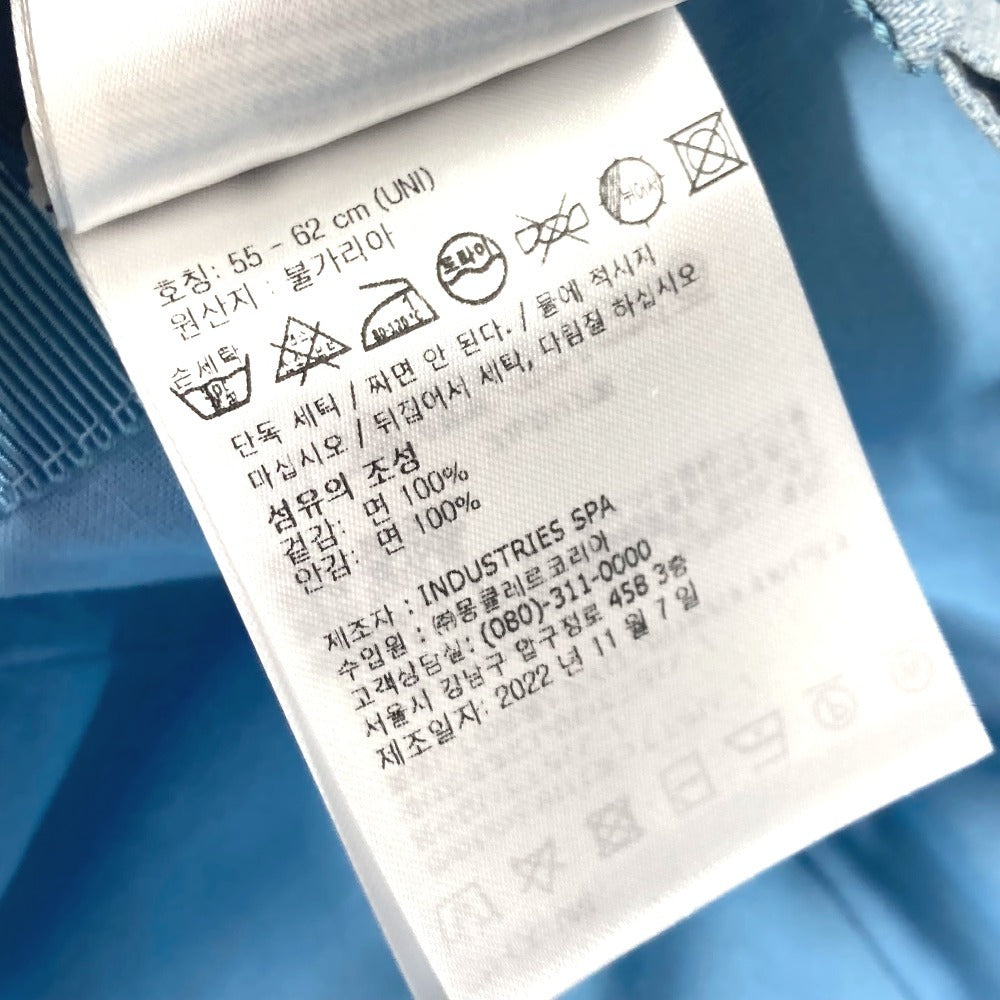 호칭: 55 - 62 cm (UNI)
원산지 : 불가리아
손세탁
80-120°C
드라이
단독 세탁 / 짜면 안 된다. / 물에 적시지
마십시오 / 뒤집어서 세탁, 다림질 하십시오
섬유의 조성
겉감: 면 100%
안감: 면 100%
제조자 : INDUSTRIES SPA
수입원 : ㈜몽클레르코리아
고객상담실: (080)-311-0000
서울시 강남구 압구정로 458 3층
제조일자: 2022 년 11 월 7 일